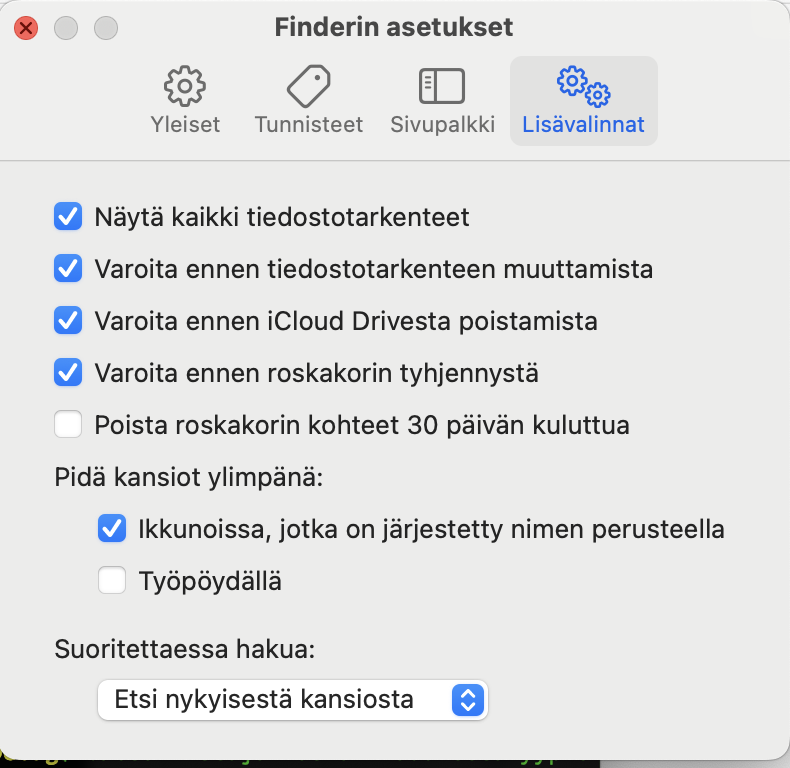 Finderin asetukset
Yleiset
Tunnisteet
Sivupalkki
Lisävalinnat
Näytä kaikki tiedostotarkenteet
Varoita ennen tiedostotarkenteen muuttamista
Varoita ennen iCloud Drivesta poistamista
Varoita ennen roskakorin tyhjennystä
Poista roskakorin kohteet 30 päivän kuluttua
Pidä kansiot ylimpänä:
Ikkunoissa, jotka on järjestetty nimen perusteella
Työpöydällä
Suoritettaessa hakua:
Etsi nykyisestä kansiosta